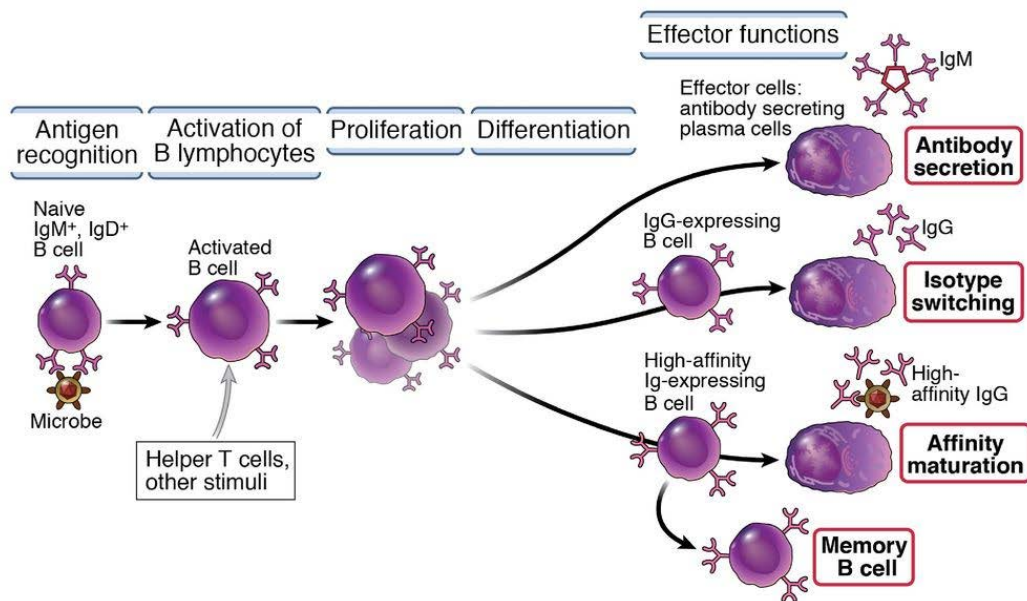 Effector functions
Antigen
recognition
Activation of
B lymphocytes
Proliferation
Differentiation
Naive
IgM+, IgD+
B cell
Microbe
Activated
B cell
Helper T cells,
other stimuli
Effector cells:
antibody secreting
plasma cells
IgM
Antibody
secretion
IgG-expressing
B cell
IgG
Isotype
switching
High-affinity
Ig-expressing
B cell
High-
affinity IgG
Affinity
maturation
Memory
B cell